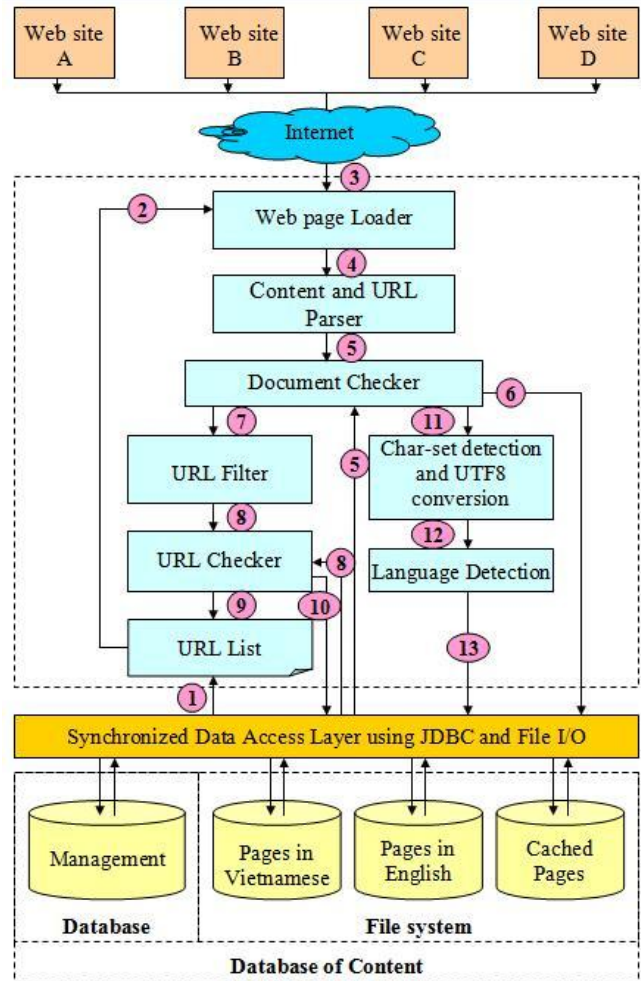 Web site
A
Web site
B
Web site
C
Web site
D
Internet
3
2
Web page Loader
4
Content and URL
Parser
5
Document Checker
6
7
11
URL Filter
5
Char-set detection
and UTF8
conversion
8
12
URL Checker
8
Language Detection
9
10
URL List
13
1
Synchronized Data Access Layer using JDBC and File I/O
Management
Pages in
Vietnamese
Pages in
English
Cached
Pages
Database
File system
Database of Content